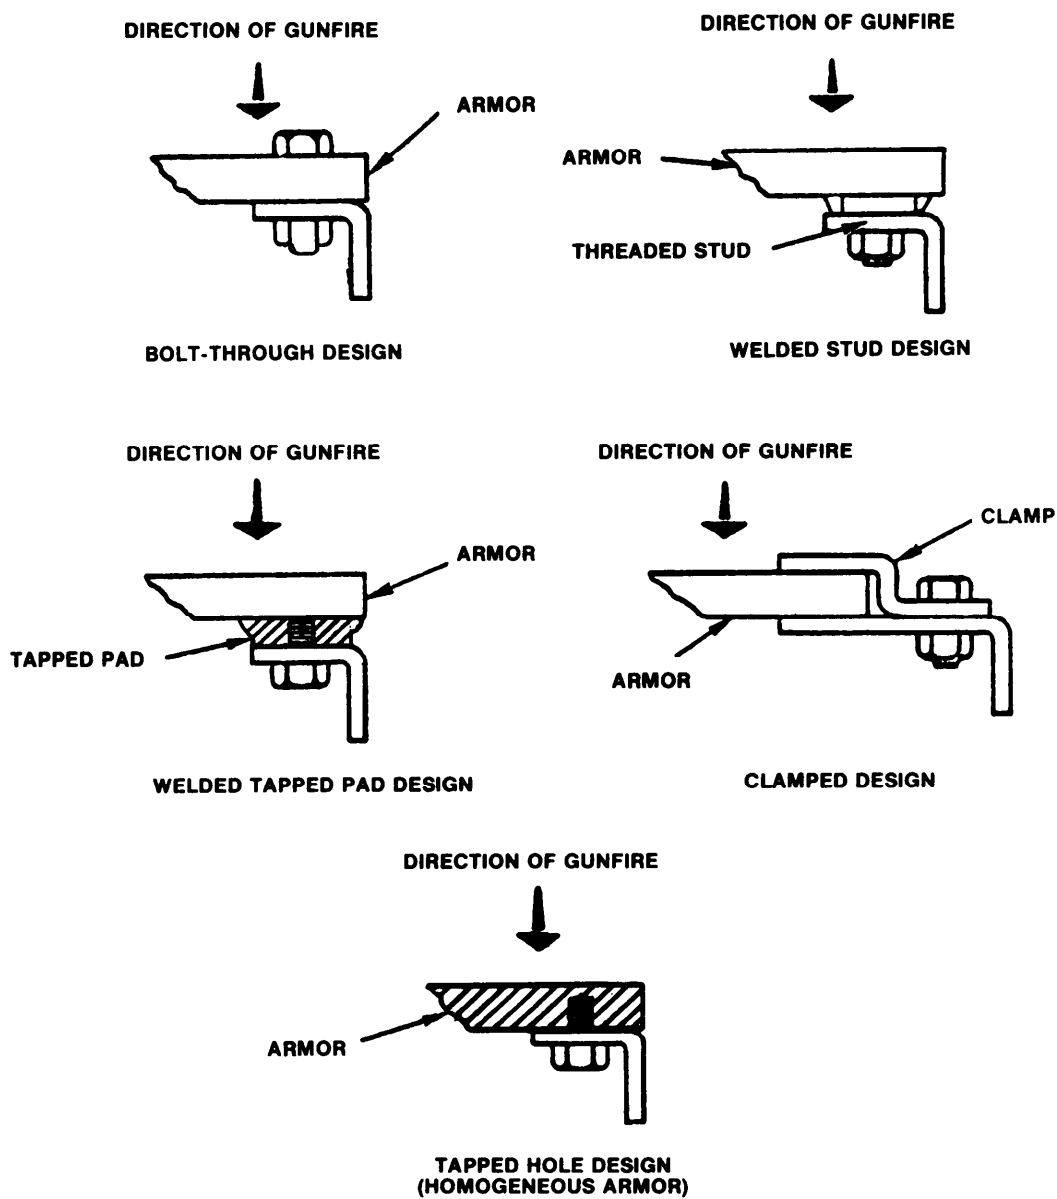 DIRECTION OF GUNFIRE
ARMOR
BOLT-THROUGH DESIGN
DIRECTION OF GUNFIRE
ARMOR
THREADED STUD
WELDED STUD DESIGN
DIRECTION OF GUNFIRE
ARMOR
TAPPED PAD
WELDED TAPPED PAD DESIGN
DIRECTION OF GUNFIRE
CLAMP
ARMOR
CLAMPED DESIGN
DIRECTION OF GUNFIRE
ARMOR
TAPPED HOLE DESIGN
(HOMOGENEOUS ARMOR)